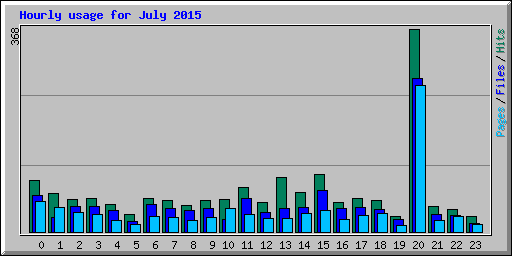 Hourly usage for July 2015
368
Pages / Files / Hits
0 1 2 3 4 5 6 7 8 9 10 11 12 13 14 15 16 17 18 19 20 21 22 23